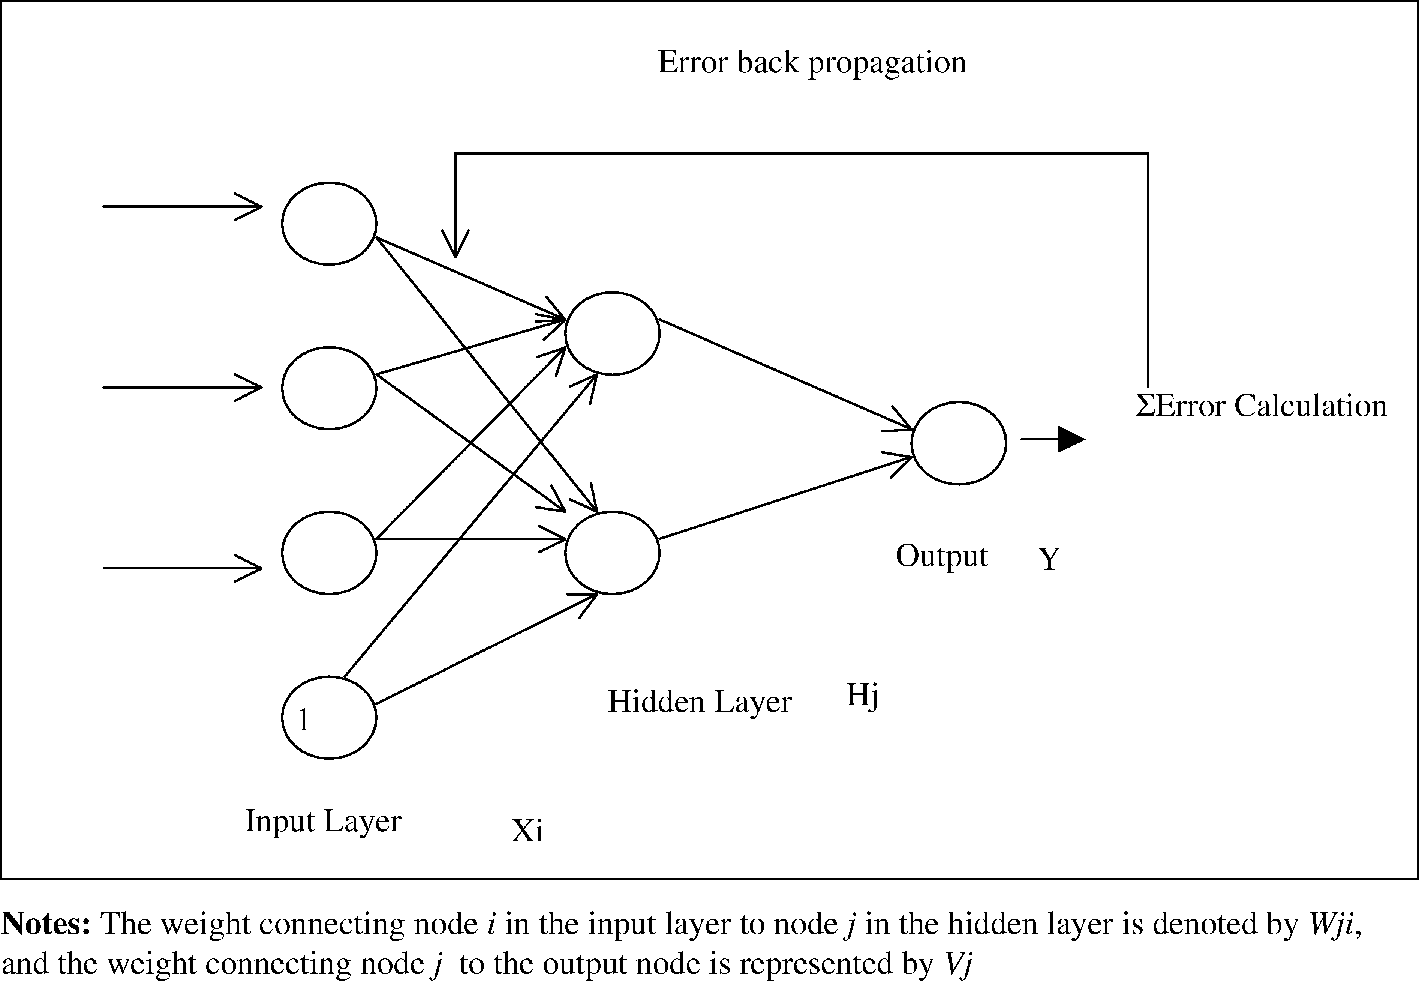 Error back propagation
ΣError Calculation
Output Y
Hidden Layer Hj
1
Input Layer Xi
Notes: The weight connecting node i in the input layer to node j in the hidden layer is denoted by Wji,
and the weight connecting node j to the output node is represented by Vj